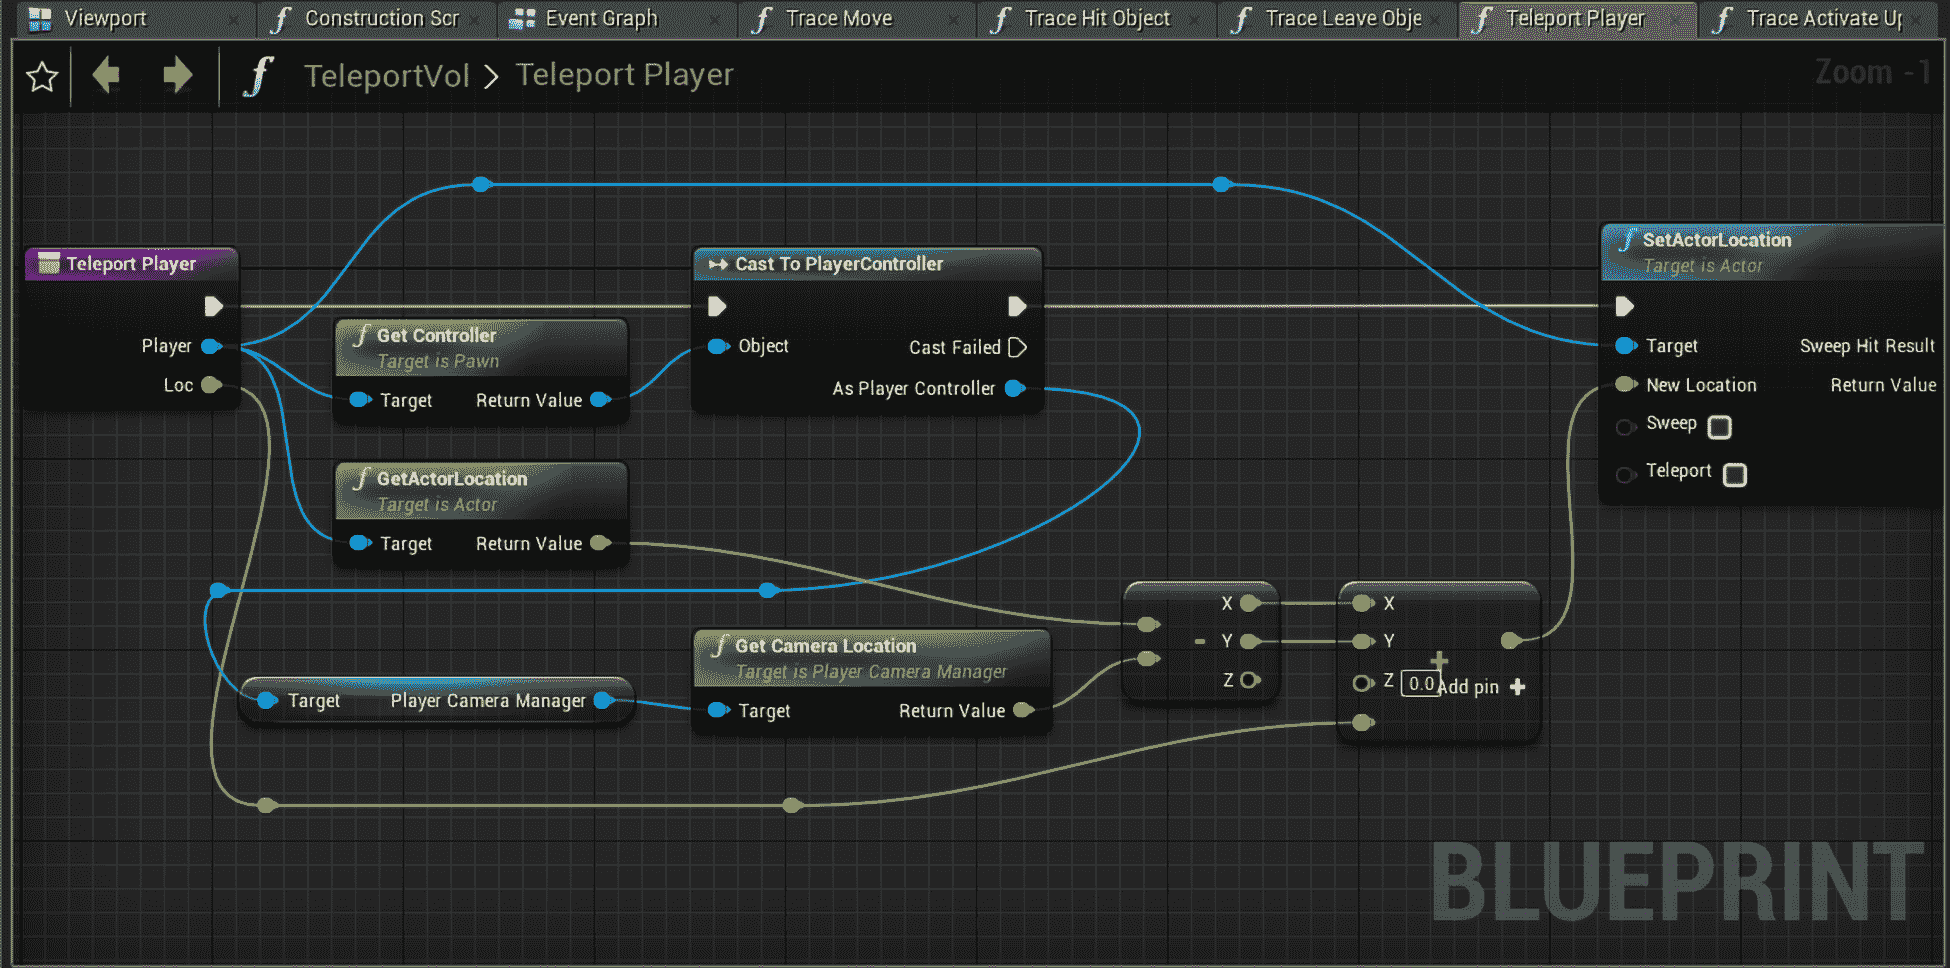 Viewport
Construction Scr
Event Graph
Trace Move
Trace Hit Object
Trace Leave Obje
Teleport Player
Trace Activate Up
TeleportVol > Teleport Player
Zoom -1
Teleport Player
Player
Loc
Get Controller
Target is Pawn
Target Return Value
GetActorLocation
Target is Actor
Target Return Value
Cast To PlayerController
Object
Cast Failed
As Player Controller
Target Player Camera Manager
Get Camera Location
Target is Player Camera Manager
Target Return Value
X
- Y
Z
X
Y
Z 0.0
+
Add pin +
SetActorLocation
Target is Actor
Target Sweep Hit Result
New Location Return Value
Sweep
Teleport
BLUEPRINT